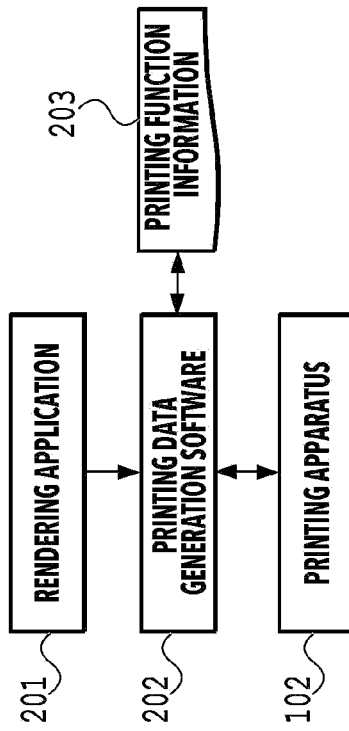 201
RENDERING APPLICATION
202
PRINTING DATA
GENERATION SOFTWARE
203
PRINTING FUNCTION
INFORMATION
102
PRINTING APPARATUS